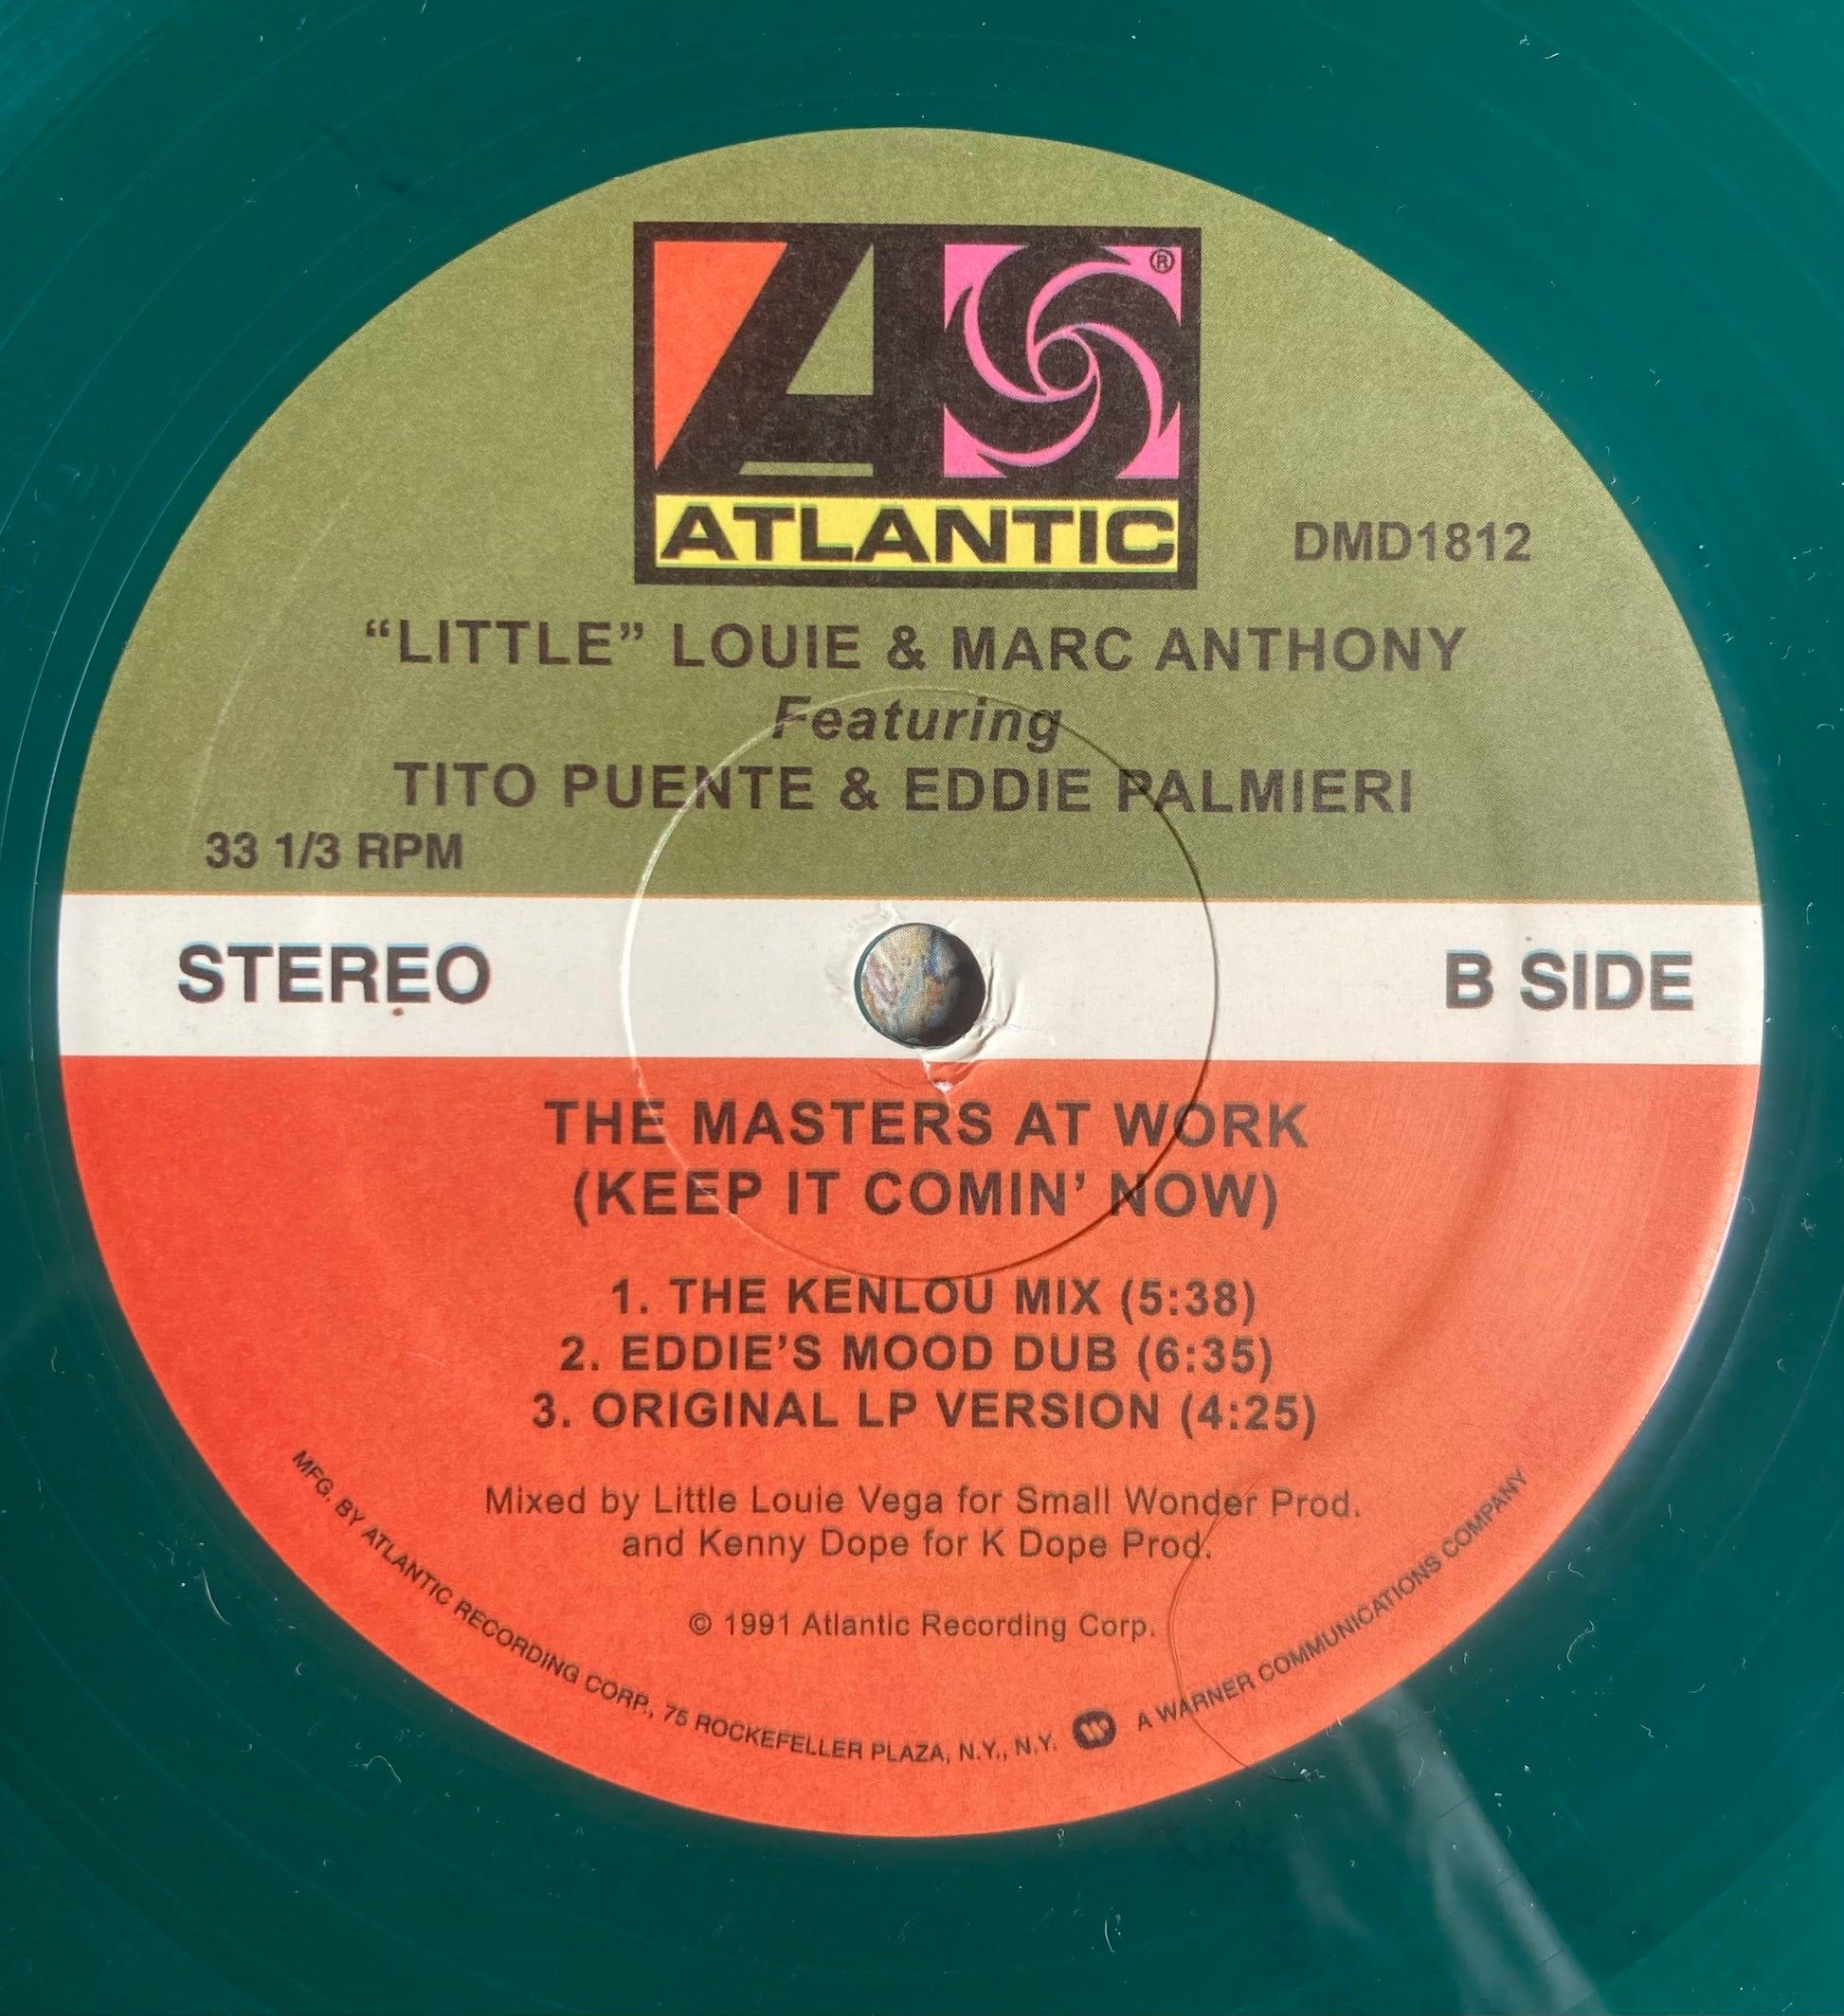 ®
ATLANTIC
DMD1812
“LITTLE” LOUIE & MARC ANTHONY
Featuring
TITO PUENTE & EDDIE PALMIERI
33 1/3 RPM
STEREO
B SIDE
THE MASTERS AT WORK
(KEEP IT COMIN’ NOW)
1. THE KENLOU MIX (5:38)
2. EDDIE’S MOOD DUB (6:35)
3. ORIGINAL LP VERSION (4:25)
Mixed by Little Louie Vega for Small Wonder Prod.
and Kenny Dope for K Dope Prod.
© 1991 Atlantic Recording Corp.
MFG. BY ATLANTIC RECORDING CORP., 75 ROCKEFELLER PLAZA, N.Y., N.Y. A WARNER COMMUNICATIONS COMPANY